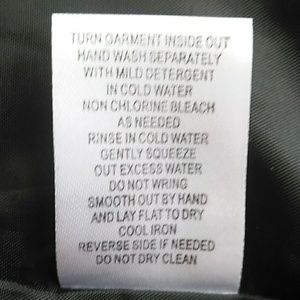 TURN GARMENT INSIDE OUT
HAND WASH SEPARATELY
WITH MILD DETERGENT
IN COLD WATER
NON CHLORINE BLEACH
AS NEEDED
RINSE IN COLD WATER
GENTLY SQUEEZE
OUT EXCESS WATER
DO NOT WRING
SMOOTH OUT BY HAND
AND LAY FLAT TO DRY
COOL IRON
REVERSE SIDE IF NEEDED
DO NOT DRY CLEAN